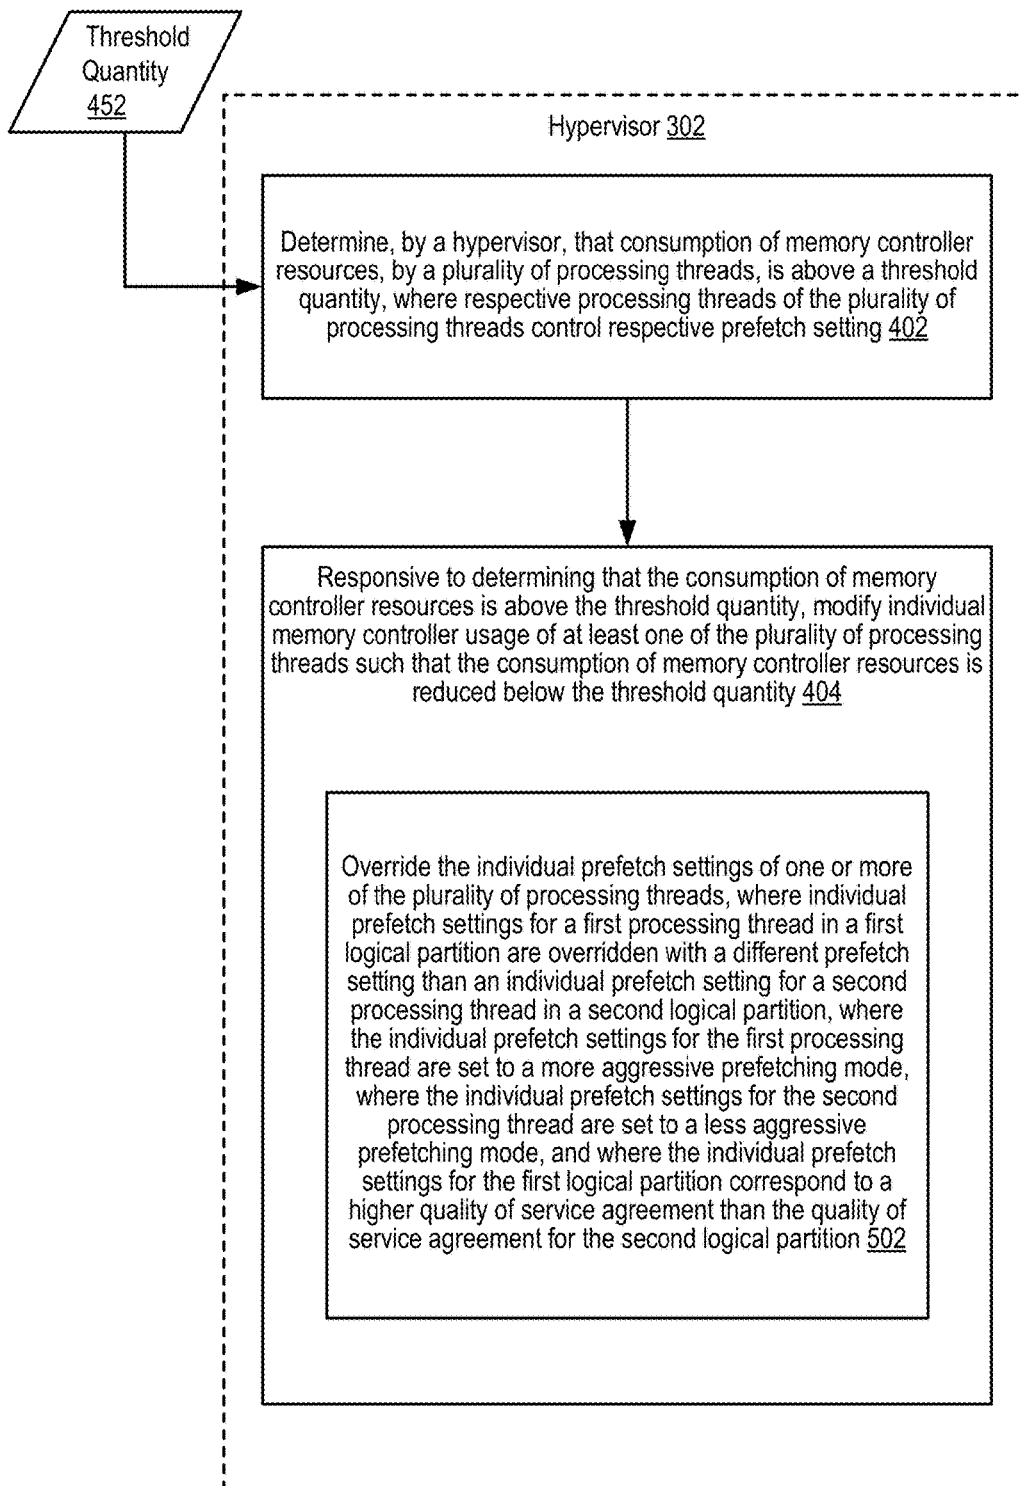 Threshold
Quantity
452
Hypervisor 302
Determine, by a hypervisor, that consumption of memory controller
resources, by a plurality of processing threads, is above a threshold
quantity, where respective processing threads of the plurality of
processing threads control respective prefetch setting 402
Responsive to determining that the consumption of memory
controller resources is above the threshold quantity, modify individual
memory controller usage of at least one of the plurality of processing
threads such that the consumption of memory controller resources is
reduced below the threshold quantity 404
Override the individual prefetch settings of one or more
of the plurality of processing threads, where individual
prefetch settings for a first processing thread in a first
logical partition are overridden with a different prefetch
setting than an individual prefetch setting for a second
processing thread in a second logical partition, where
the individual prefetch settings for the first processing
thread are set to a more aggressive prefetching mode,
where the individual prefetch settings for the second
processing thread are set to a less aggressive
prefetching mode, and where the individual prefetch
settings for the first logical partition correspond to a
higher quality of service agreement than the quality of
service agreement for the second logical partition 502